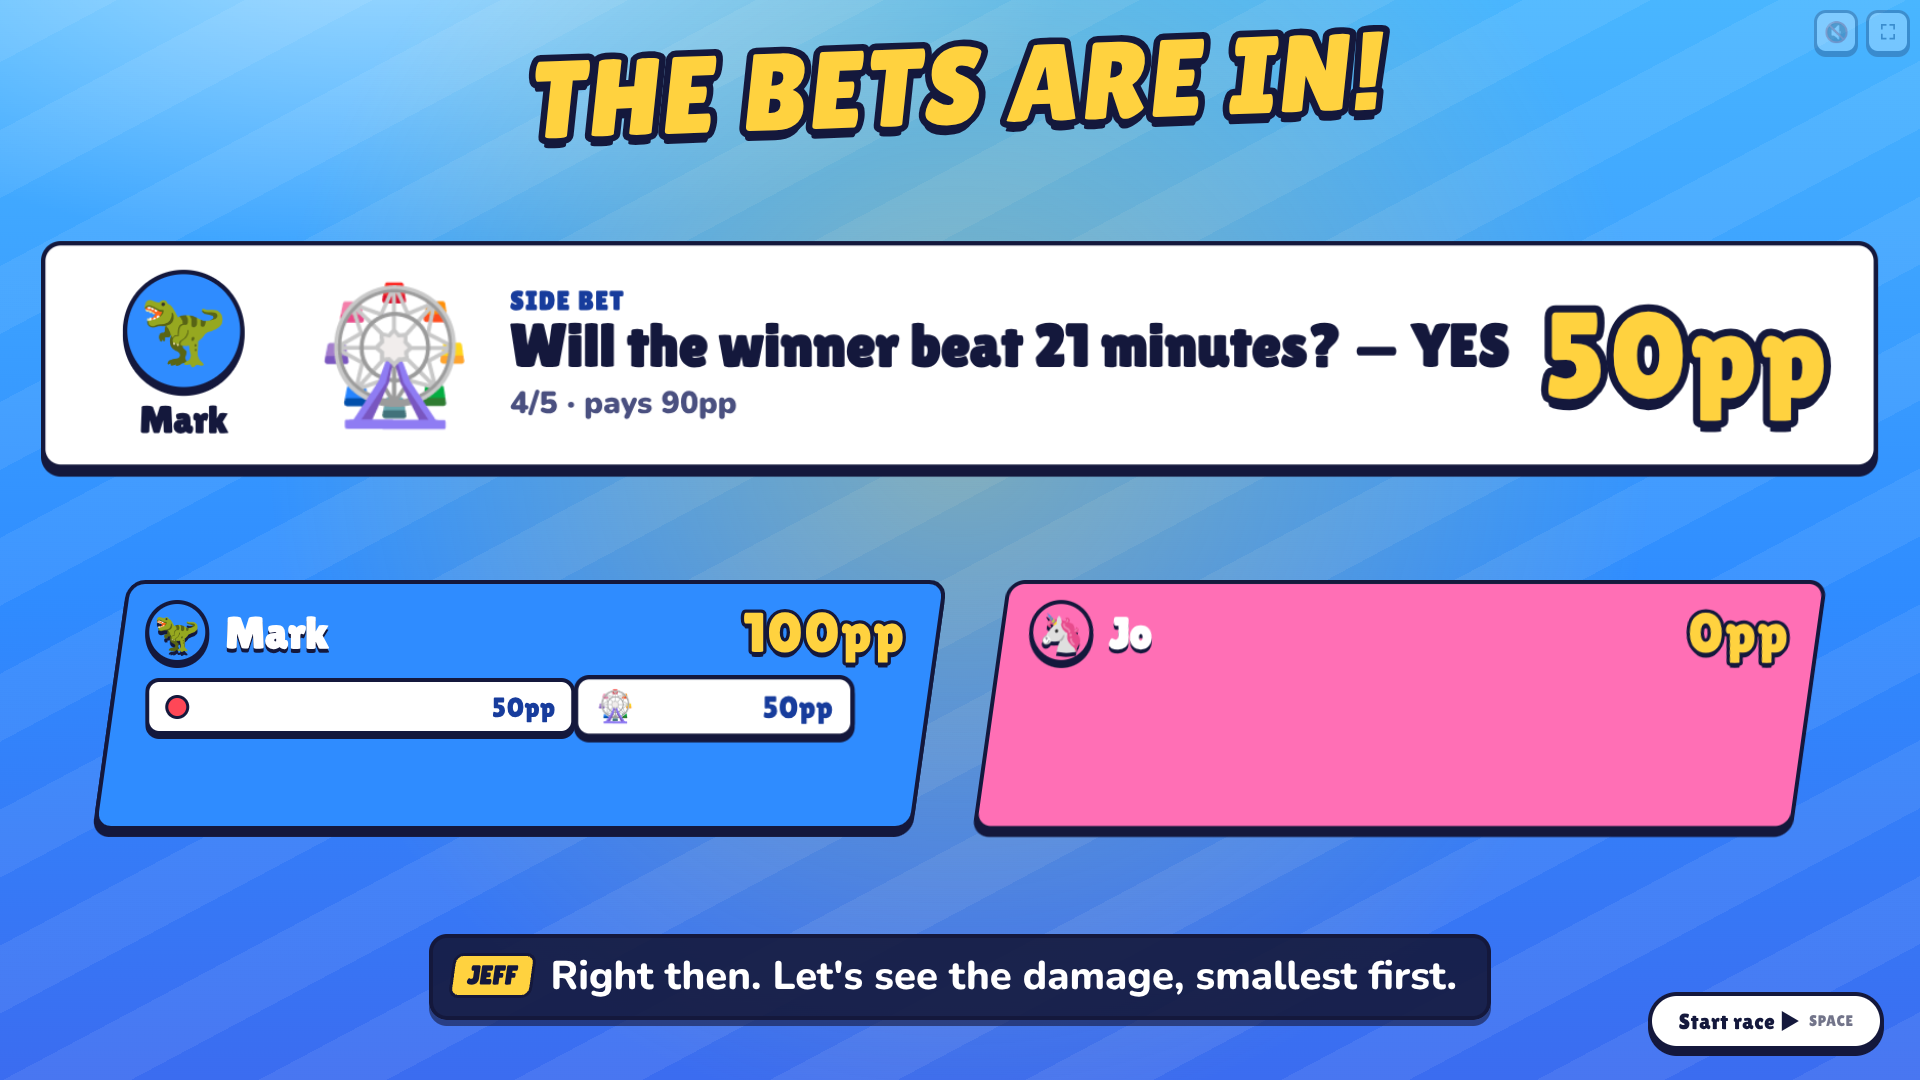 THE BETS ARE IN!
SIDE BET
Will the winner beat 21 minutes? — YES
50pp
4/5 · pays 90pp
Mark
Mark
100pp
50pp
50pp
Jo
0pp
JEFF Right then. Let's see the damage, smallest first.
Start race ▶ SPACE